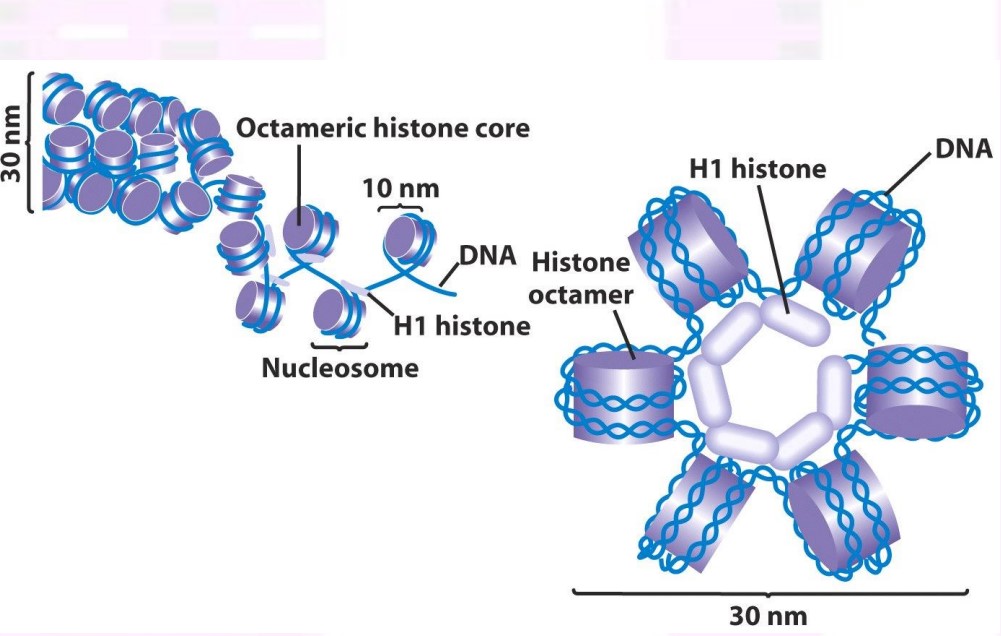 30 nm
Octameric histone core
10 nm
DNA
H1 histone
Nucleosome
H1 histone
DNA
Histone
octamer
30 nm